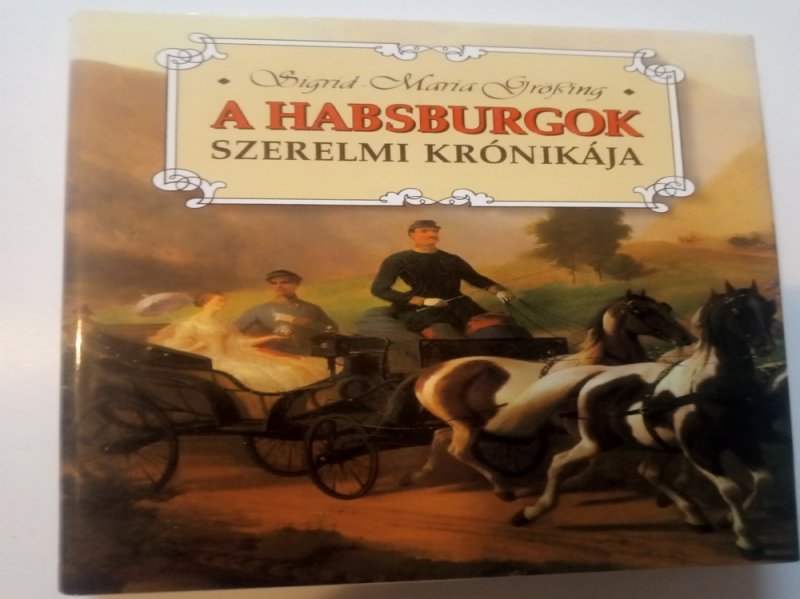 Sigrid-Maria Größing
A HABSBURGOK
SZERELMI KRÓNIKÁJA